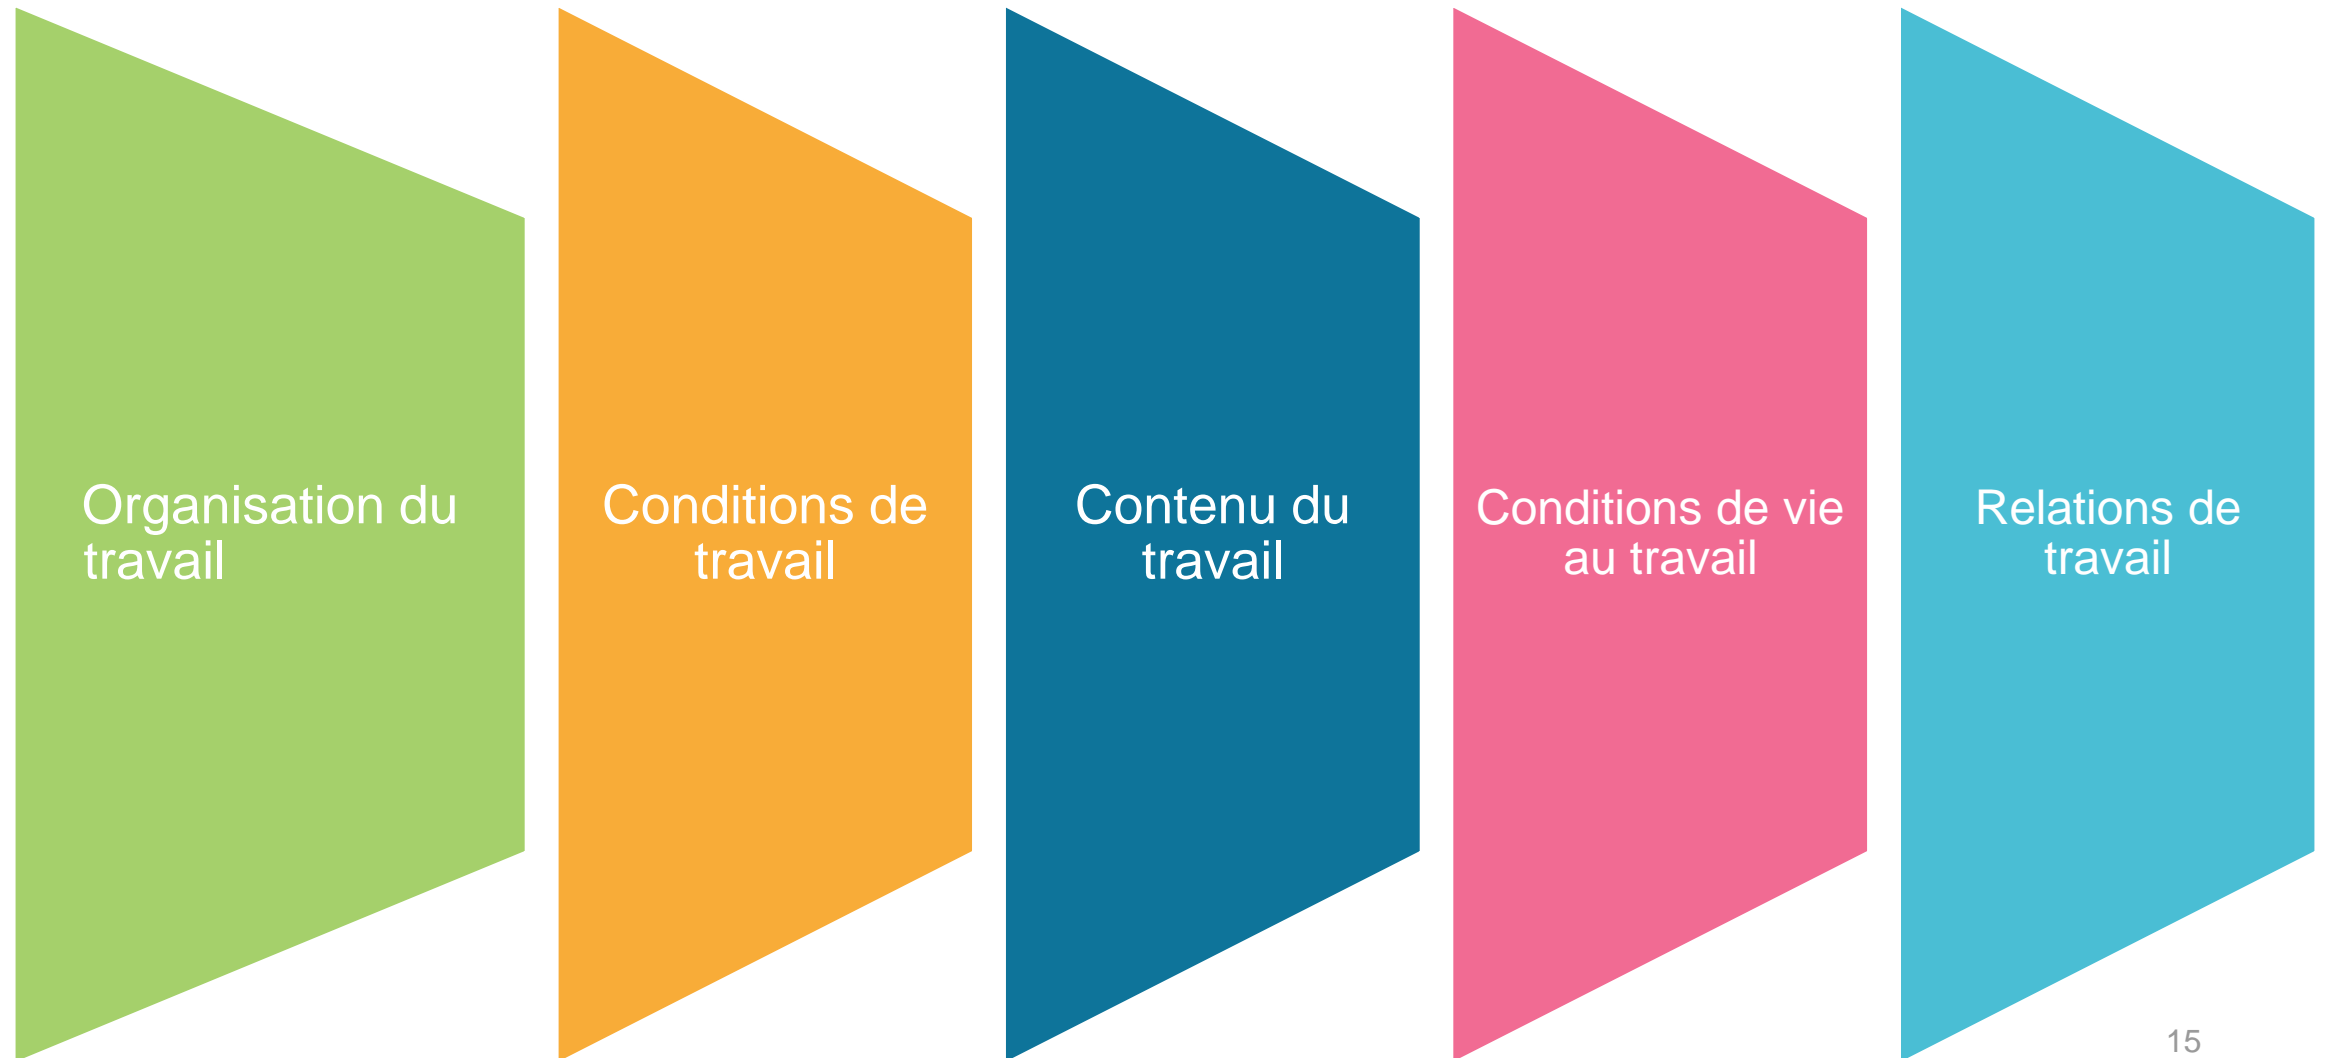 Organisation du
travail
Conditions de
travail
Contenu du
travail
Conditions de vie
au travail
Relations de
travail
15